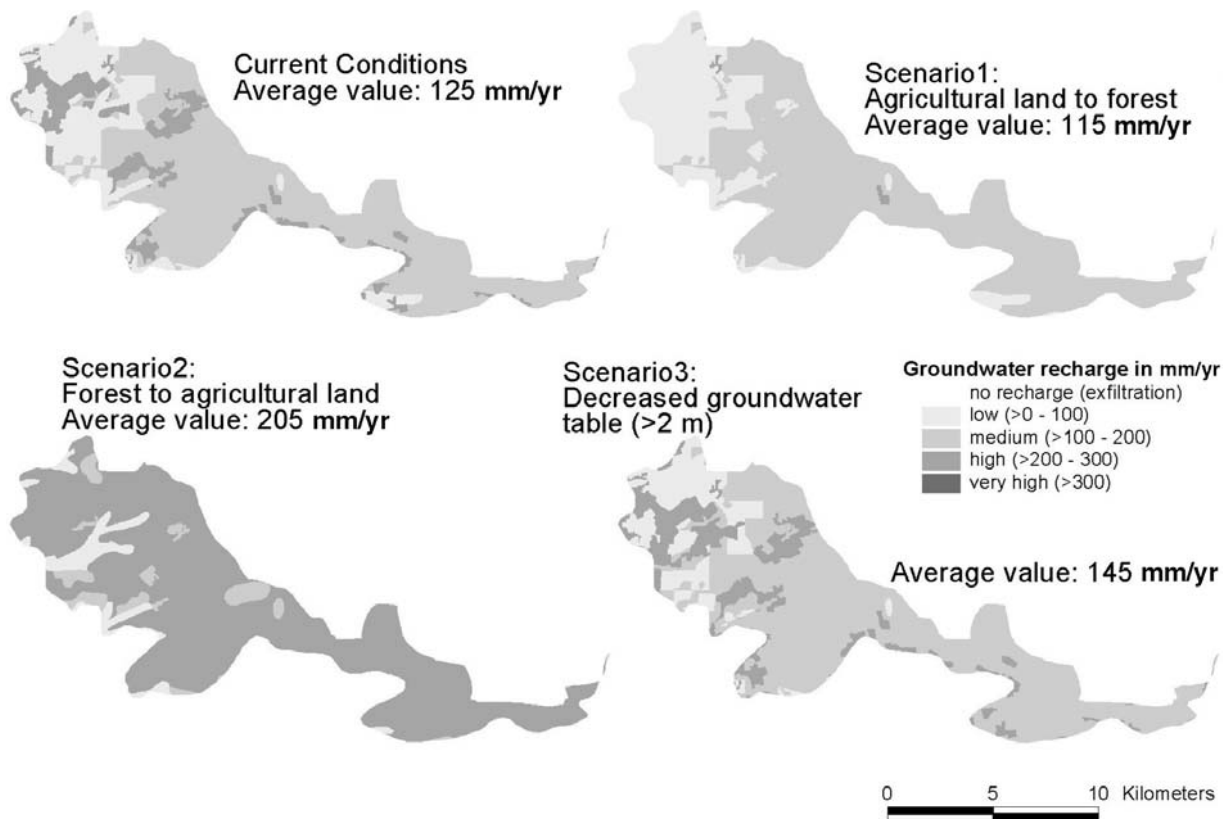 Current Conditions
Average value: 125 mm/yr
Scenario1:
Agricultural land to forest
Average value: 115 mm/yr
Scenario2:
Forest to agricultural land
Average value: 205 mm/yr
Scenario3:
Decreased groundwater
table (>2 m)
Groundwater recharge in mm/yr
no recharge (exfiltration)
low (>0 - 100)
medium (>100 - 200)
high (>200 - 300)
very high (>300)
Average value: 145 mm/yr
0 5 10 Kilometers